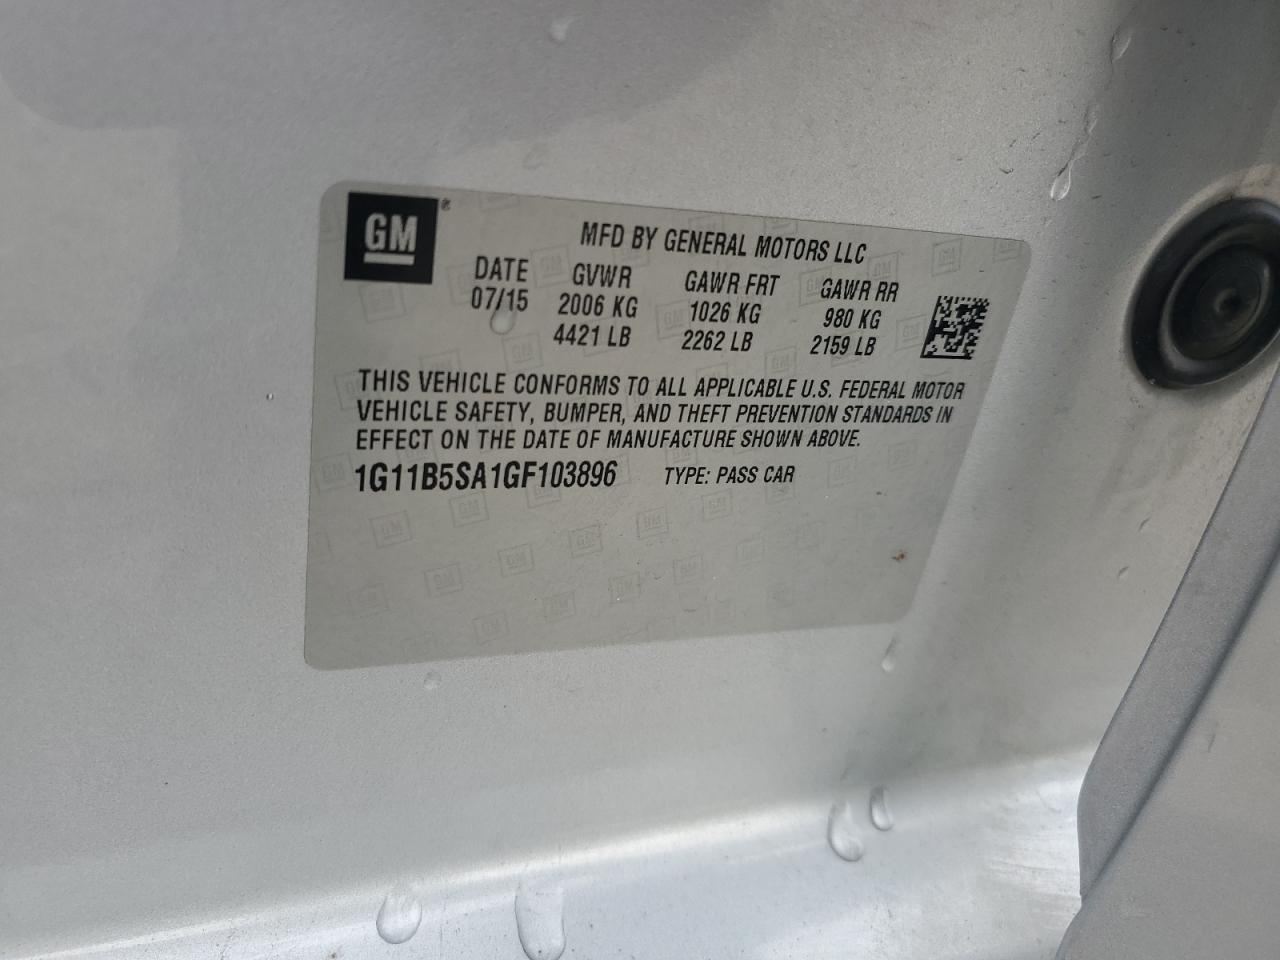 GM®
MFD BY GENERAL MOTORS LLC
DATE GVWR GAWR FRT GAWR RR
07/15 2006 KG 1026 KG 980 KG
4421 LB 2262 LB 2159 LB
THIS VEHICLE CONFORMS TO ALL APPLICABLE U.S. FEDERAL MOTOR
VEHICLE SAFETY, BUMPER, AND THEFT PREVENTION STANDARDS IN
EFFECT ON THE DATE OF MANUFACTURE SHOWN ABOVE.
1G11B5SA1GF103896 TYPE: PASS CAR